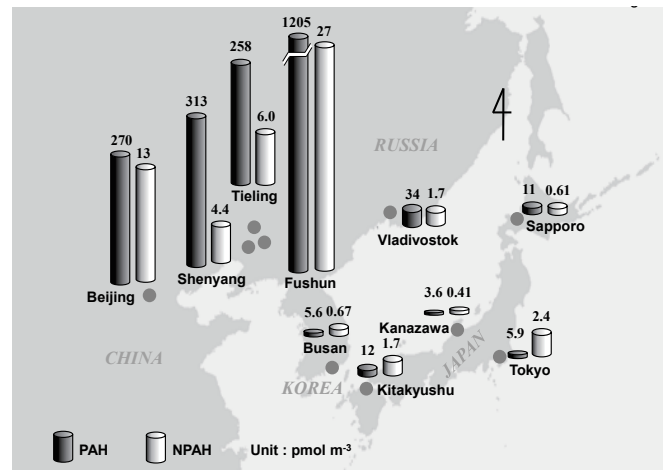 1205
27
258
313
6.0
270
13
RUSSIA
Tieling
4.4
34
1.7
11
0.61
Vladivostok
Sapporo
Shenyang
Fushun
Beijing
3.6
0.41
5.6
0.67
Kanazawa
2.4
Busan
12
1.7
5.9
JAPAN
CHINA
Tokyo
KOREA
Kitakyushu
PAH
NPAH
Unit : pmol m⁻³